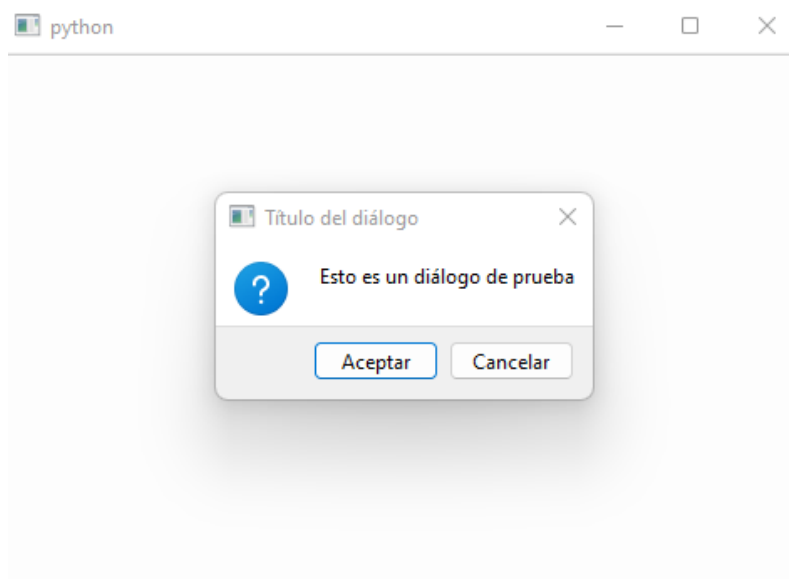 python
Título del diálogo
Esto es un diálogo de prueba
Aceptar
Cancelar